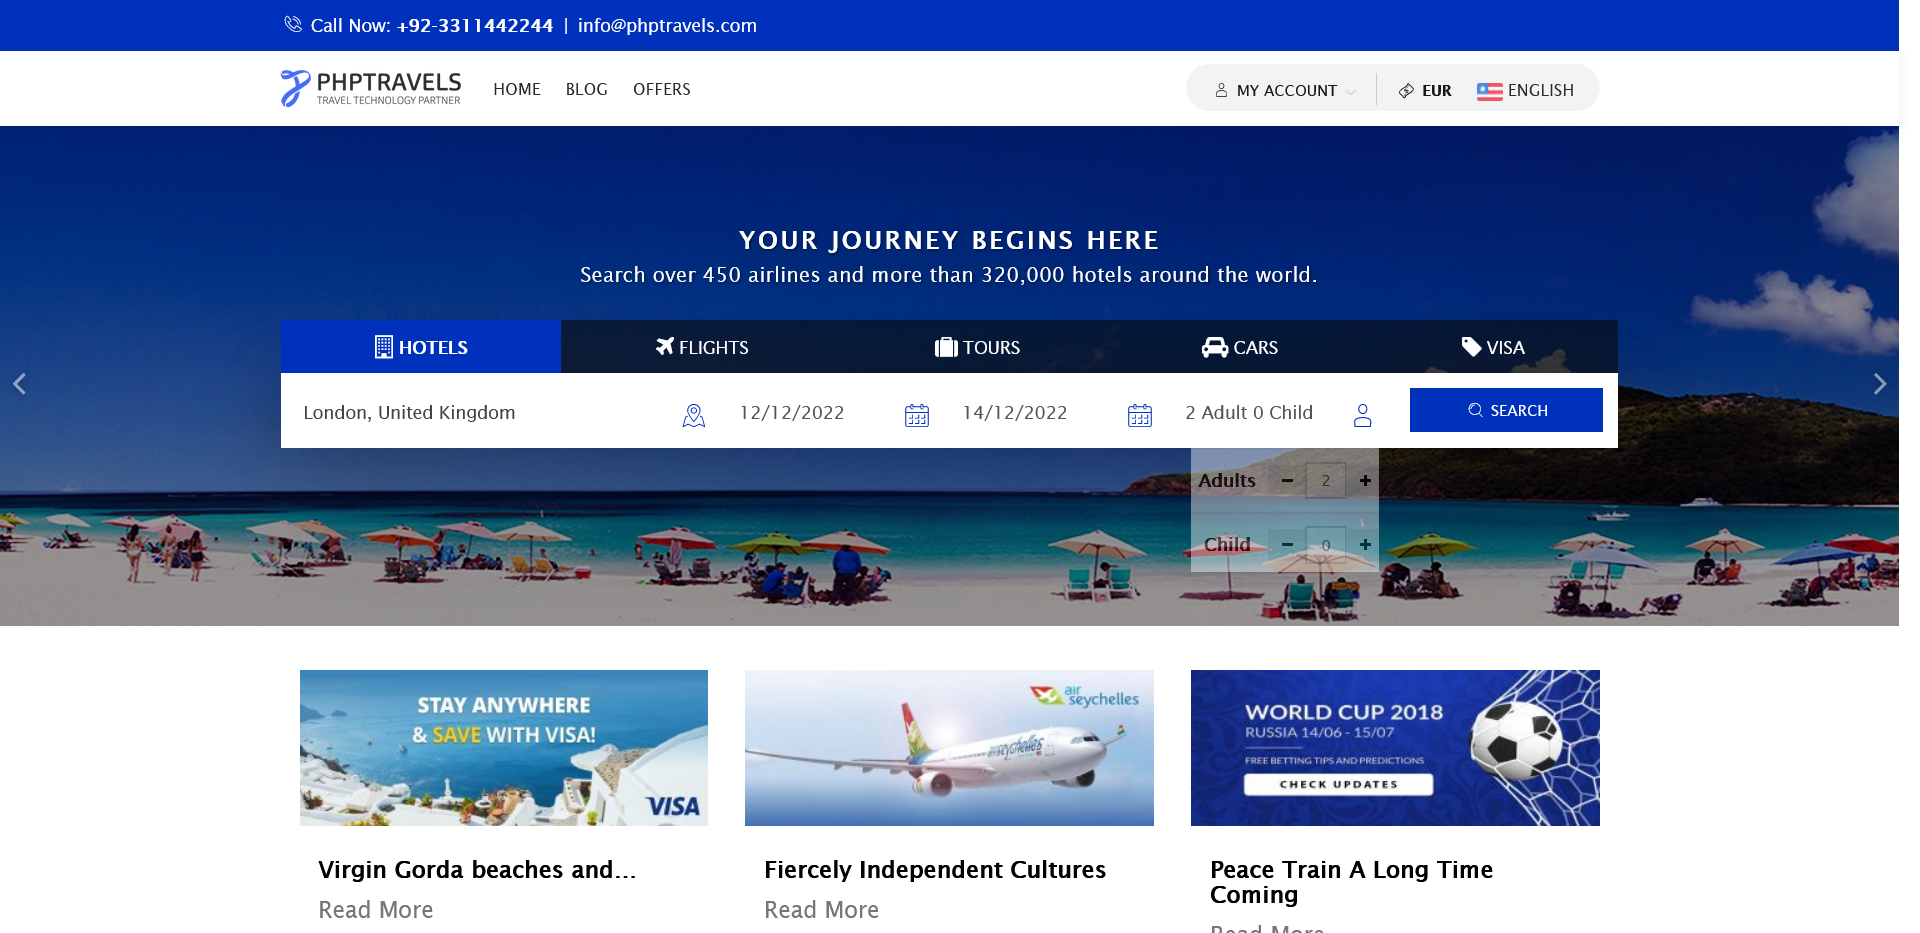 Call Now: +92-3311442244 | info@phptravels.com
PHPTRAVELS
TRAVEL TECHNOLOGY PARTNER
HOME BLOG OFFERS
MY ACCOUNT EUR ENGLISH
YOUR JOURNEY BEGINS HERE
Search over 450 airlines and more than 320,000 hotels around the world.
HOTELS FLIGHTS TOURS CARS VISA
London, United Kingdom 12/12/2022 14/12/2022 2 Adult 0 Child SEARCH
Adults - 2 +
Child - 0 +
STAY ANYWHERE
& SAVE WITH VISA!
VISA
air
seychelles
air seychelles
WORLD CUP 2018
RUSSIA 14/06 - 15/07
FREE BETTING TIPS AND PREDICTIONS
CHECK UPDATES
Virgin Gorda beaches and...
Read More
Fiercely Independent Cultures
Read More
Peace Train A Long Time
Coming
Read More